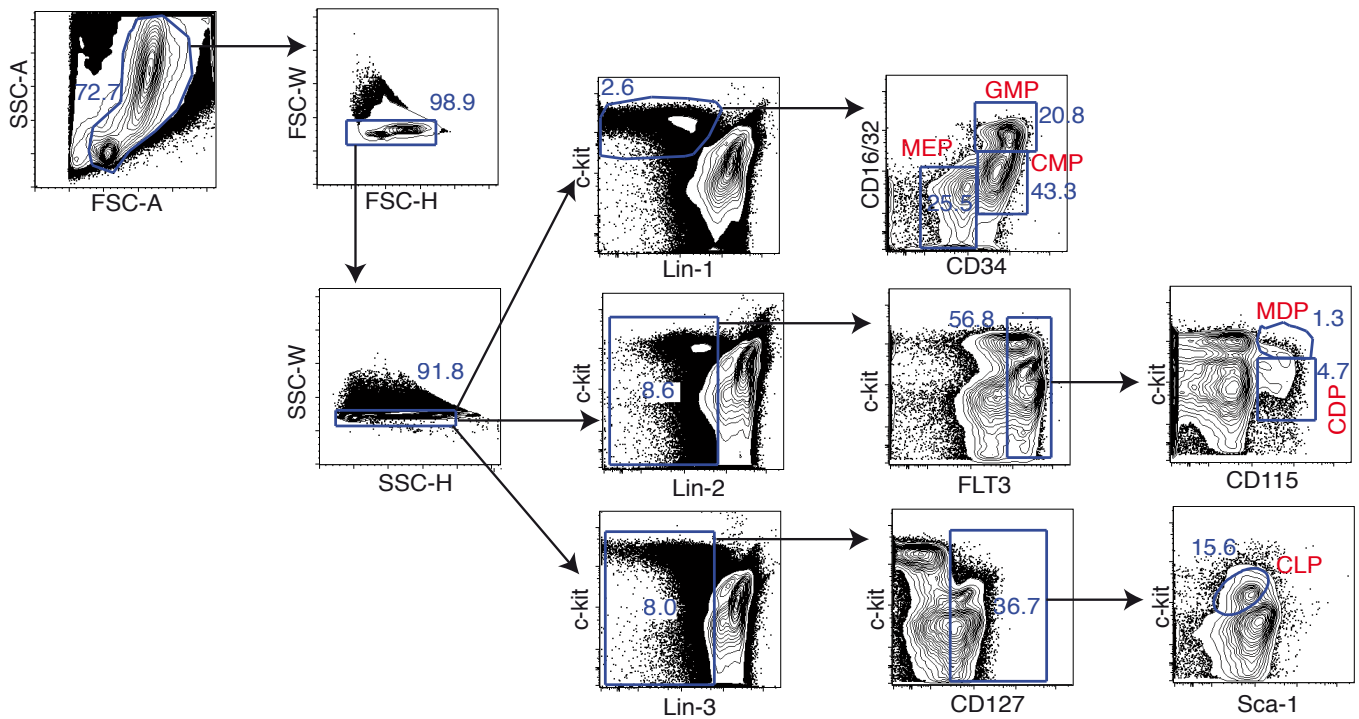 SSC-A
72.7
FSC-A
FSC-W
98.9
FSC-H
SSC-W
91.8
SSC-H
2.6
c-kit
Lin-1
GMP
20.8
MEP
CMP
25.5
43.3
CD16/32
CD34
c-kit
8.6
Lin-2
56.8
c-kit
FLT3
MDP
1.3
4.7
CDP
c-kit
CD115
c-kit
8.0
Lin-3
c-kit
36.7
CD127
15.6
CLP
c-kit
Sca-1